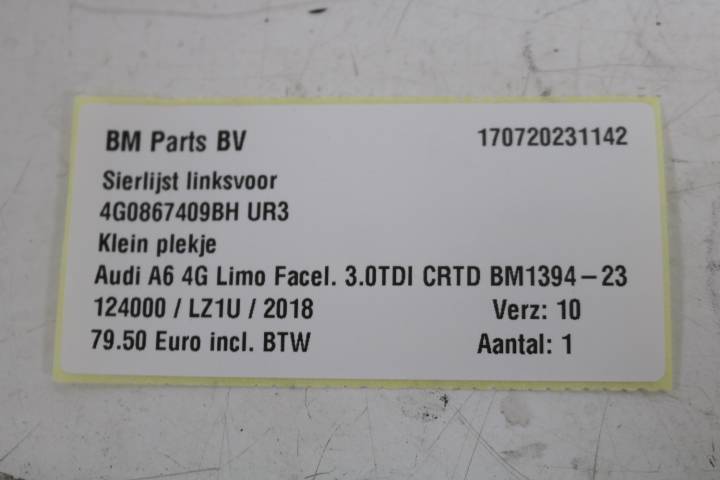 BM Parts BV 170720231142
Sierlijst linksvoor
4G0867409BH UR3
Klein plekje
Audi A6 4G Limo Facel. 3.0TDI CRTD BM1394-23
124000 / LZ1U / 2018 Verz: 10
79.50 Euro incl. BTW Aantal: 1